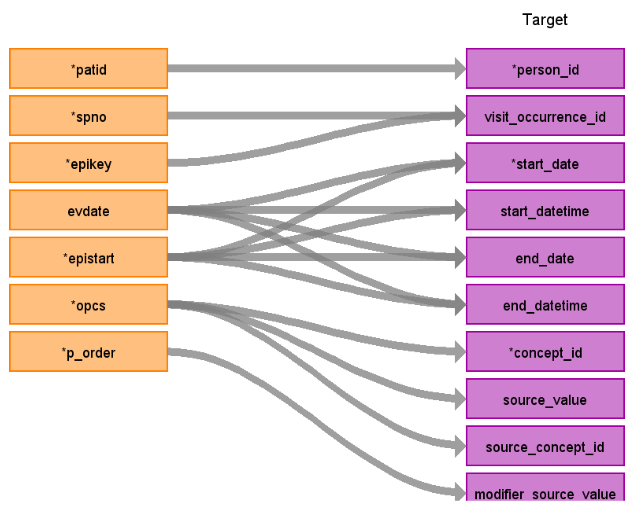 Target
*patid
*person_id
*spno
visit_occurrence_id
*epikey
*start_date
evdate
start_datetime
*epistart
end_date
*opcs
end_datetime
*p_order
*concept_id
source_value
source_concept_id
modifier_source_value